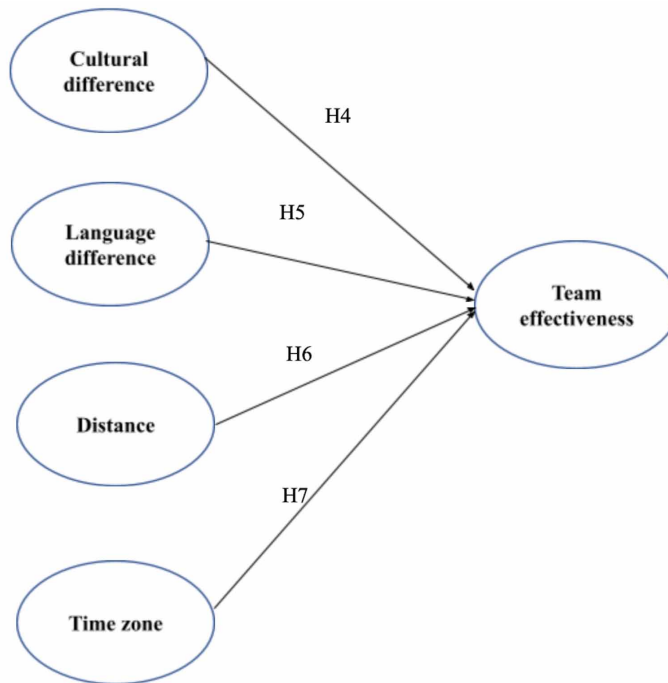 Cultural
difference
H4
Language
difference
H5
Team
effectiveness
H6
Distance
H7
Time zone